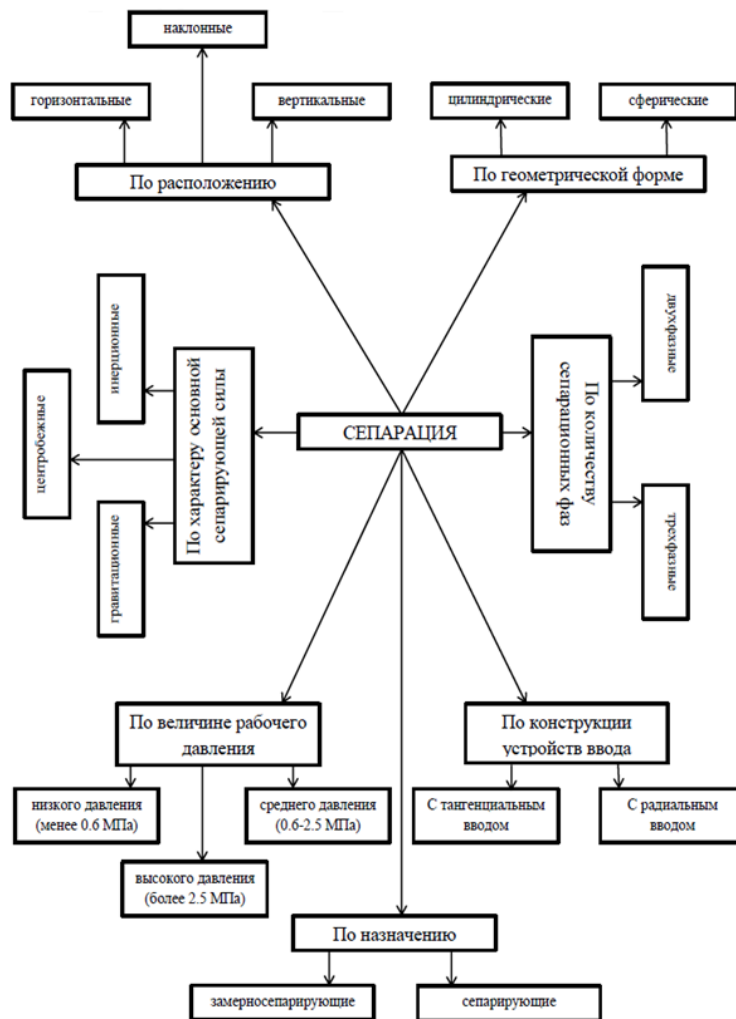 наклонные
горизонтальные
вертикальные
цилиндрические
сферические
По расположению
По геометрической форме
инерционные
центробежные
гравитационные
По характеру основной
сепарирующей силы
СЕПАРАЦИЯ
По количеству
сепарационных
фаз
двухфазные
трехфазные
По величине рабочего
давления
низкого давления
(менее 0.6 МПа)
среднего давления
(0.6-2.5 МПа)
высокого давления
(более 2.5 МПа)
По конструкции
устройств ввода
С тангенциальным
вводом
С радиальным
вводом
По назначению
замерносепарирующие
сепарирующие